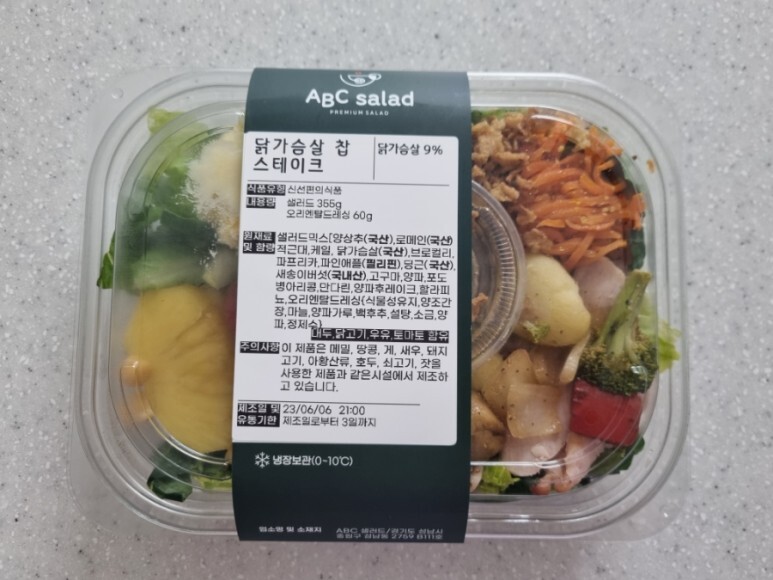 ABC salad
PREMIUM SALAD
닭가슴살 찹
스테이크
닭가슴살 9%
식품유형 신선편의식품
내용량 샐러드 355g
오리엔탈드레싱 60g
원재료 샐러드믹스[양상추(국산),로메인(국산)
및 함량 적근대,케일, 닭가슴살(국산),브로컬리,
파프리카,파인애플(필리핀),당근(국산),
새송이버섯(국내산),고구마,양파,포도
병아리콩,만다린,양파후레이크,할라피
뇨,오리엔탈드레싱(식물성유지,양조간
장,마늘,양파가루,백후추,설탕,소금,양
파,정제수)
대두,닭고기,우유,토마토 함유
주의사항 이 제품은 메밀, 땅콩, 게, 새우, 돼지
고기, 아황산류, 호두, 쇠고기, 잣을
사용한 제품과 같은시설에서 제조하
고 있습니다.
제조일 및 23/06/06 21:00
유통기한 제조일로부터 3일까지
냉장보관(0~10℃)
업소명 및 소재지 ABC 샐러드/경기도 성남시
중원구 성남동 2759 B111호